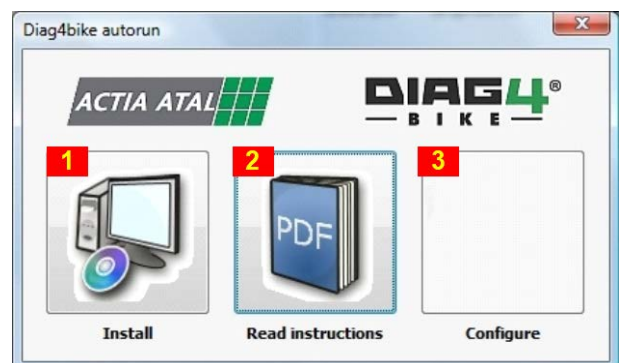 Diag4bike autorun
ACTIA ATAL
DIAG4®
BIKE
1
2
3
PDF
Install
Read instructions
Configure